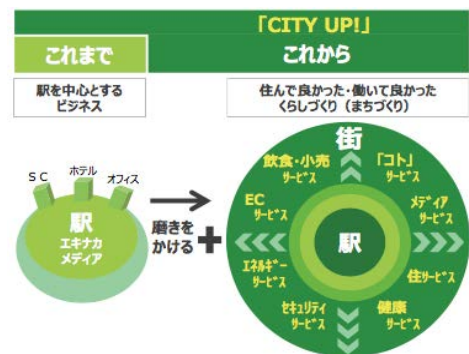 「CITY UP!」
これまで
これから
駅を中心とする
ビジネス
住んで良かった・働いて良かった
くらしづくり（まちづくり）
ＳＣ
ホテル
オフィス
駅
エキナカ
メディア
磨きを
かける
街
飲食・小売
サービス
「コト」
サービス
EC
サービス
メディア
サービス
駅
エネルギー
サービス
住サービス
セキュリティ
サービス
健康
サービス